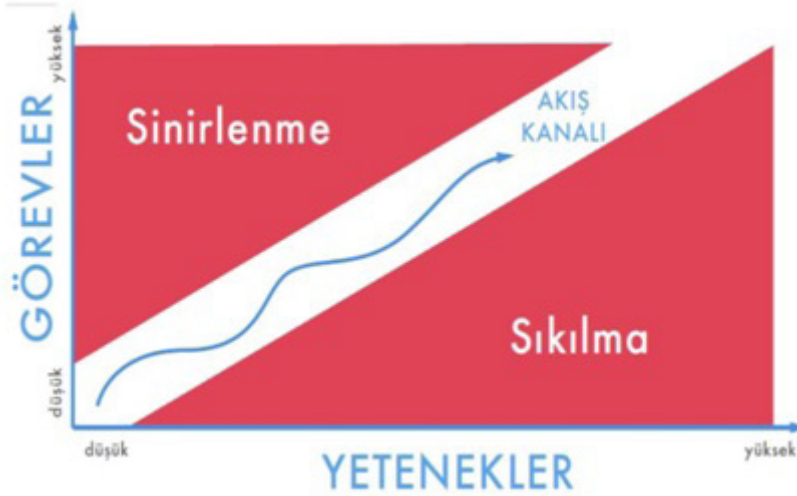 yüksek
GÖREVLER
düşük
Sinirlenme
AKIŞ
KANALI
Sıkılma
düşük
YETENEKLER
yüksek